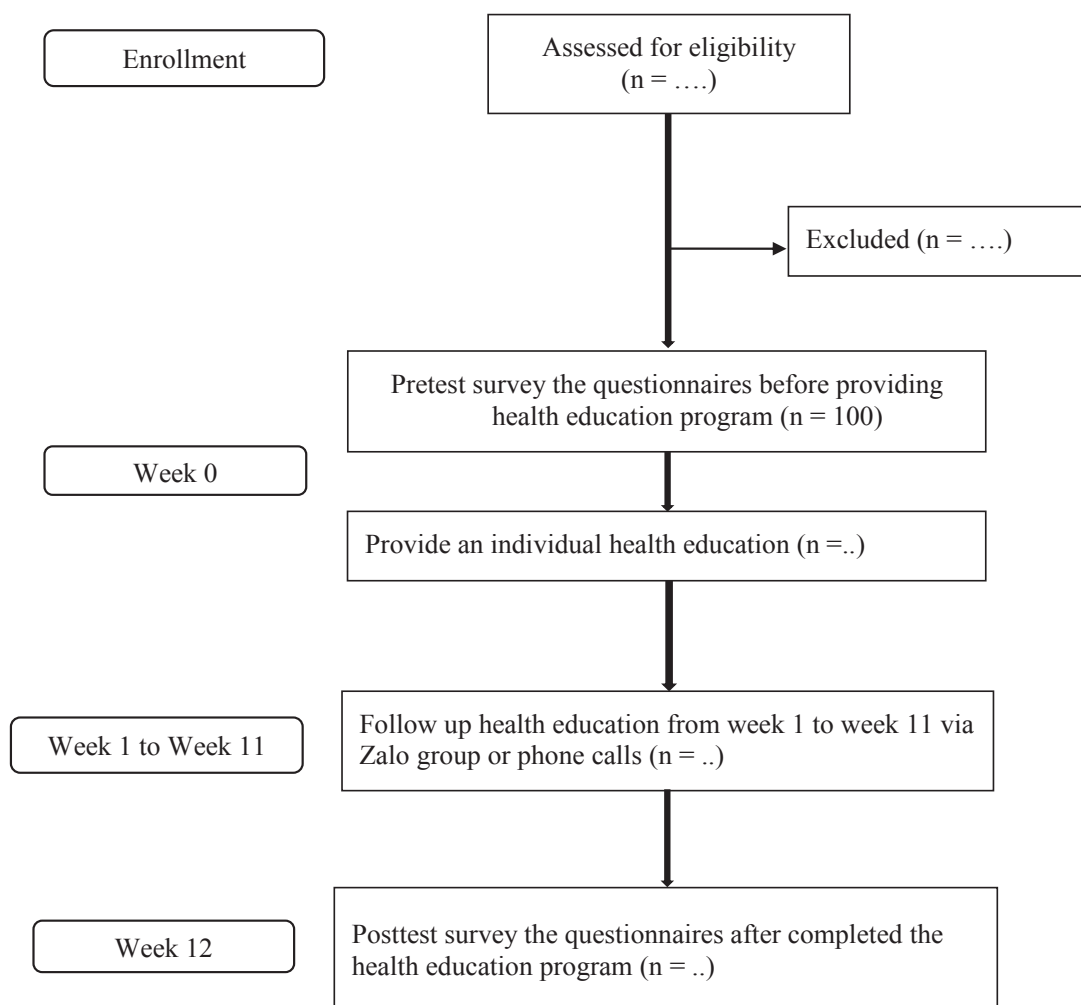 Enrollment
Assessed for eligibility
(n = ….)
Excluded (n = ….)
Pretest survey the questionnaires before providing
health education program (n = 100)
Week 0
Provide an individual health education (n =..)
Week 1 to Week 11
Follow up health education from week 1 to week 11 via
Zalo group or phone calls (n = ..)
Week 12
Posttest survey the questionnaires after completed the
health education program (n = ..)